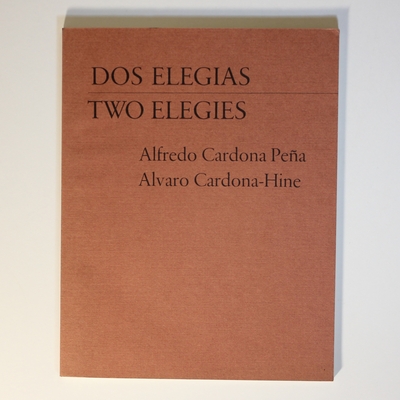 DOS ELEGIAS
TWO ELEGIES
Alfredo Cardona Peña
Alvaro Cardona-Hine